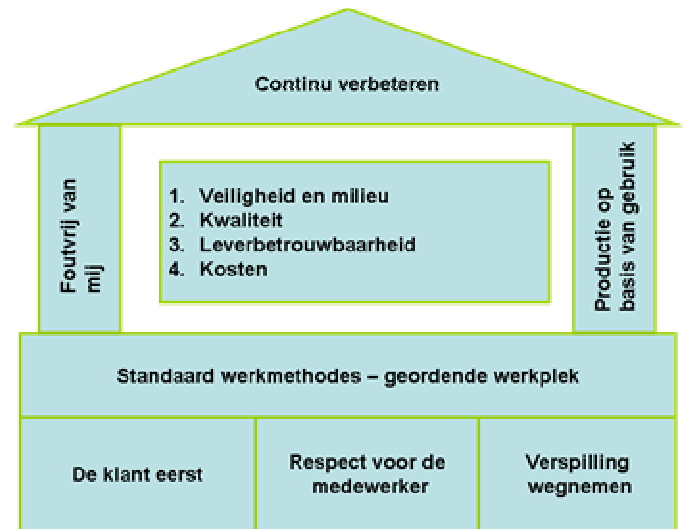 Continu verbeteren
Foutvrij van
mij
1. Veiligheid en milieu
2. Kwaliteit
3. Leverbetrouwbaarheid
4. Kosten
Productie op
basis van gebruik
Standaard werkmethodes – geordende werkplek
De klant eerst
Respect voor de
medewerker
Verspilling
wegnemen